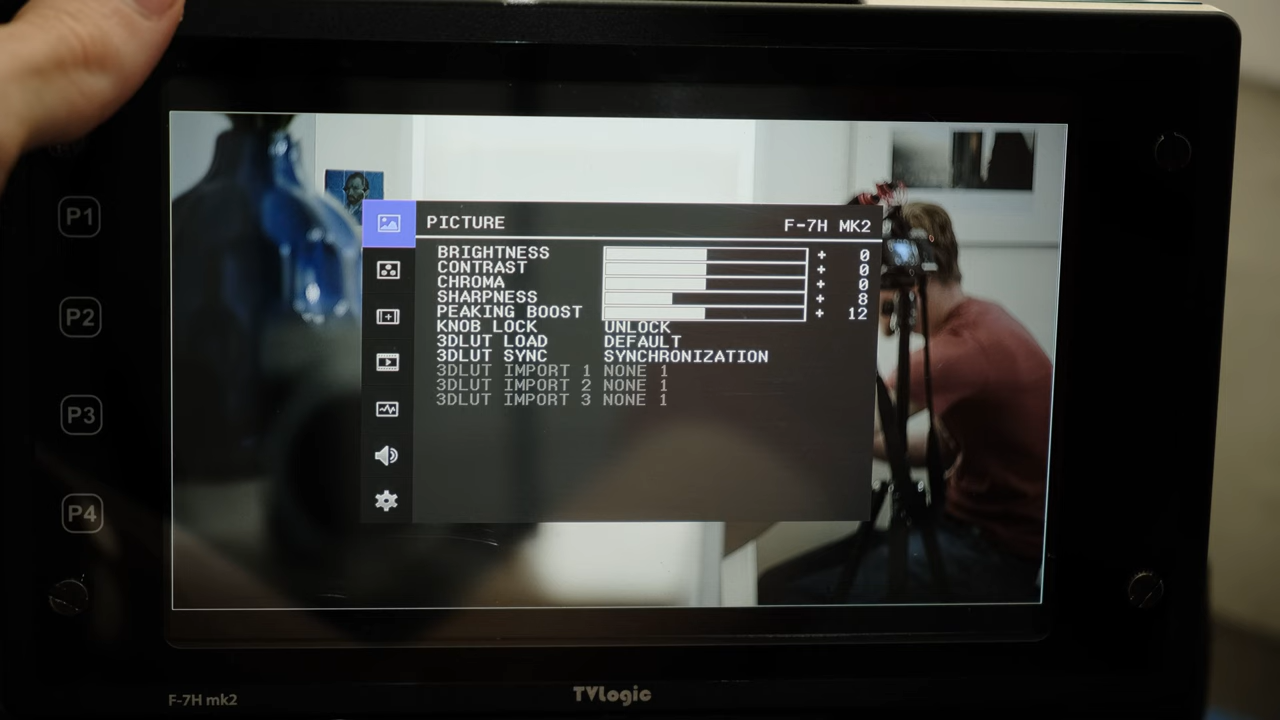 PICTURE F-7H MK2
BRIGHTNESS + 0
CONTRAST + 0
CHROMA + 0
SHARPNESS + 8
PEAKING BOOST + 12
KNOB LOCK UNLOCK
3DLUT LOAD DEFAULT
3DLUT SYNC SYNCHRONIZATION
3DLUT IMPORT 1 NONE 1
3DLUT IMPORT 2 NONE 1
3DLUT IMPORT 3 NONE 1
P1
P2
P3
P4
F-7H mk2
TVlogic